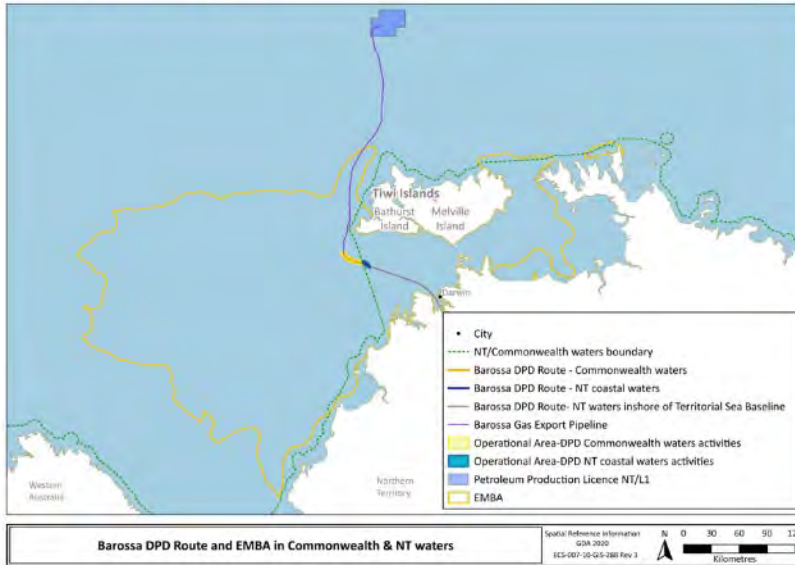 Tiwi Islands
Bathurst
Island
Melville
Island
Darwin
City
NT/Commonwealth waters boundary
Barossa DPD Route - Commonwealth waters
Barossa DPD Route - NT coastal waters
Barossa DPD Route- NT waters inshore of Territorial Sea Baseline
Barossa Gas Export Pipeline
Operational Area-DPD Commonwealth waters activities
Operational Area-DPD NT coastal waters activities
Petroleum Production Licence NT/L1
EMBA
Western
Australia
Northern
Territory
Barossa DPD Route and EMBA in Commonwealth & NT waters
Spatial Reference Information
GDA 2020
N
0 30 60 90
Kilometres